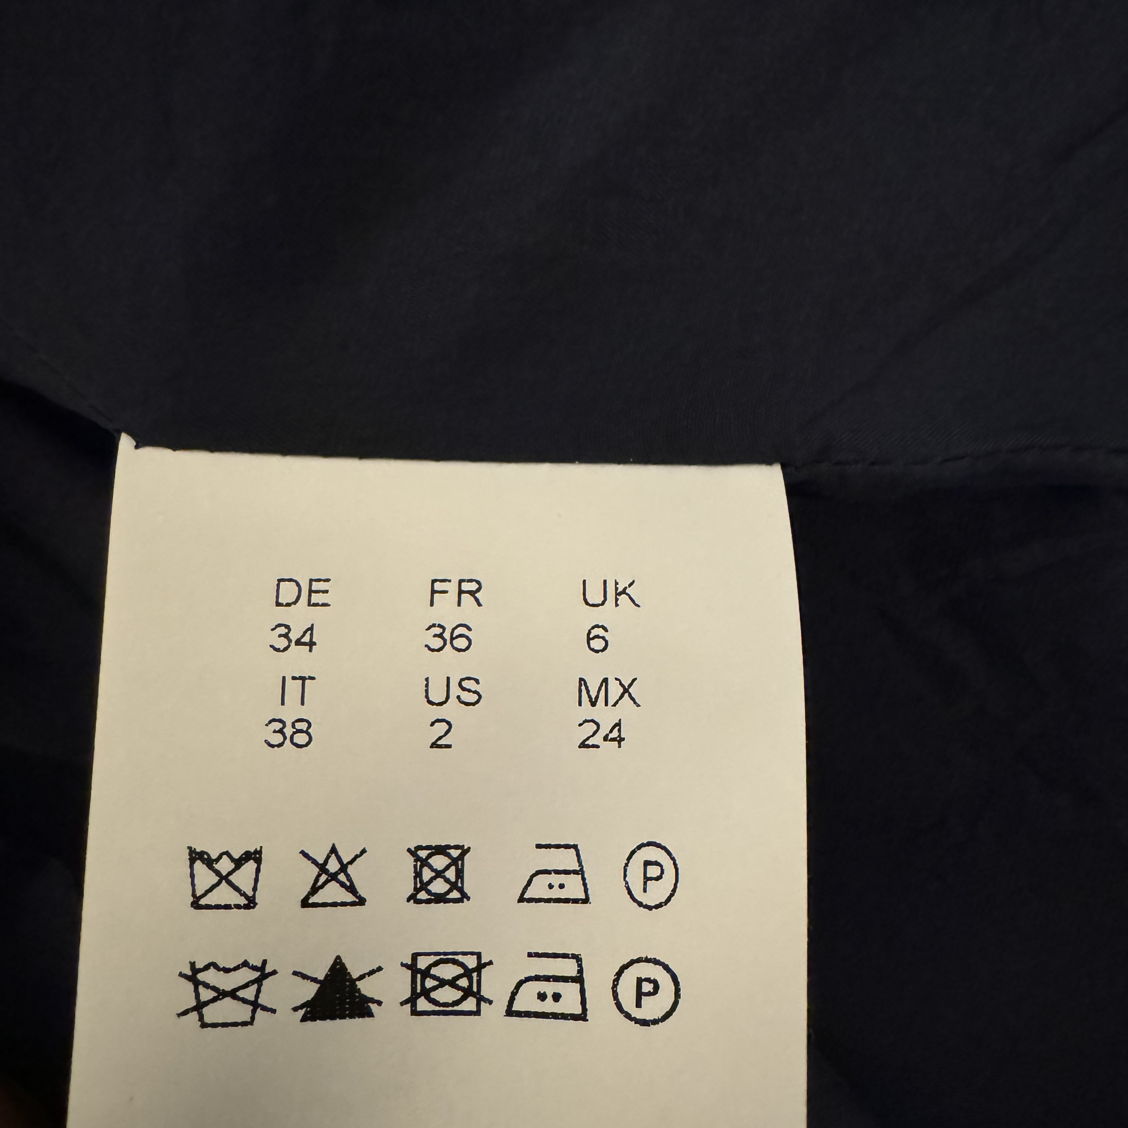 DE FR UK
34 36 6
IT US MX
38 2 24
P
P